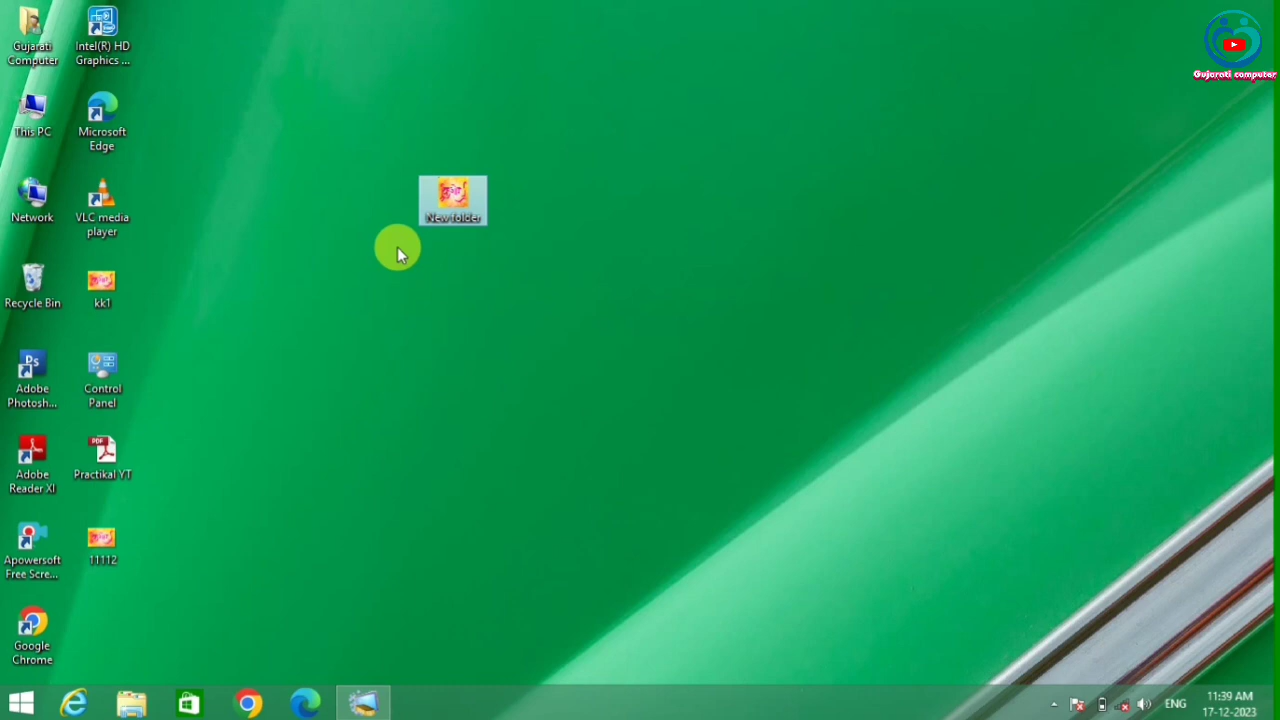 Gujarati
Computer
Intel(R) HD
Graphics ...
Gujarati computer
This PC
Microsoft
Edge
New folder
Network
VLC media
player
Recycle Bin
kk1
Ps
Adobe
Photosh...
Control
Panel
PDF
Adobe
Reader XI
Practikal YT
Apowersoft
Free Scre...
11112
Google
Chrome
ENG
11:39 AM
17-12-2023